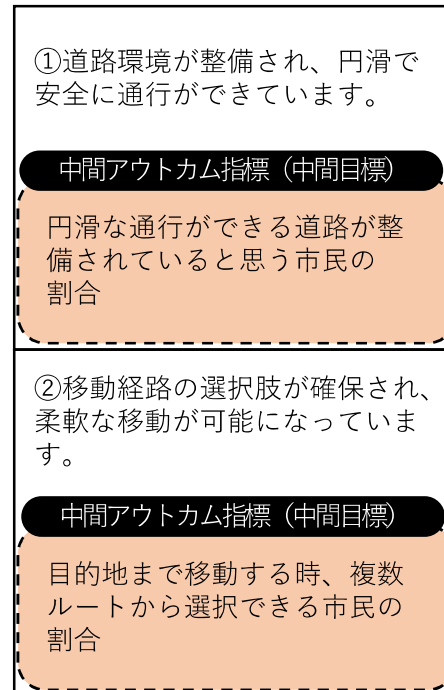 ①道路環境が整備され、円滑で
安全に通行ができています。
中間アウトカム指標（中間目標）
円滑な通行ができる道路が整
備されていると思う市民の
割合
②移動経路の選択肢が確保され、
柔軟な移動が可能になっていま
す。
中間アウトカム指標（中間目標）
目的地まで移動する時、複数
ルートから選択できる市民の
割合